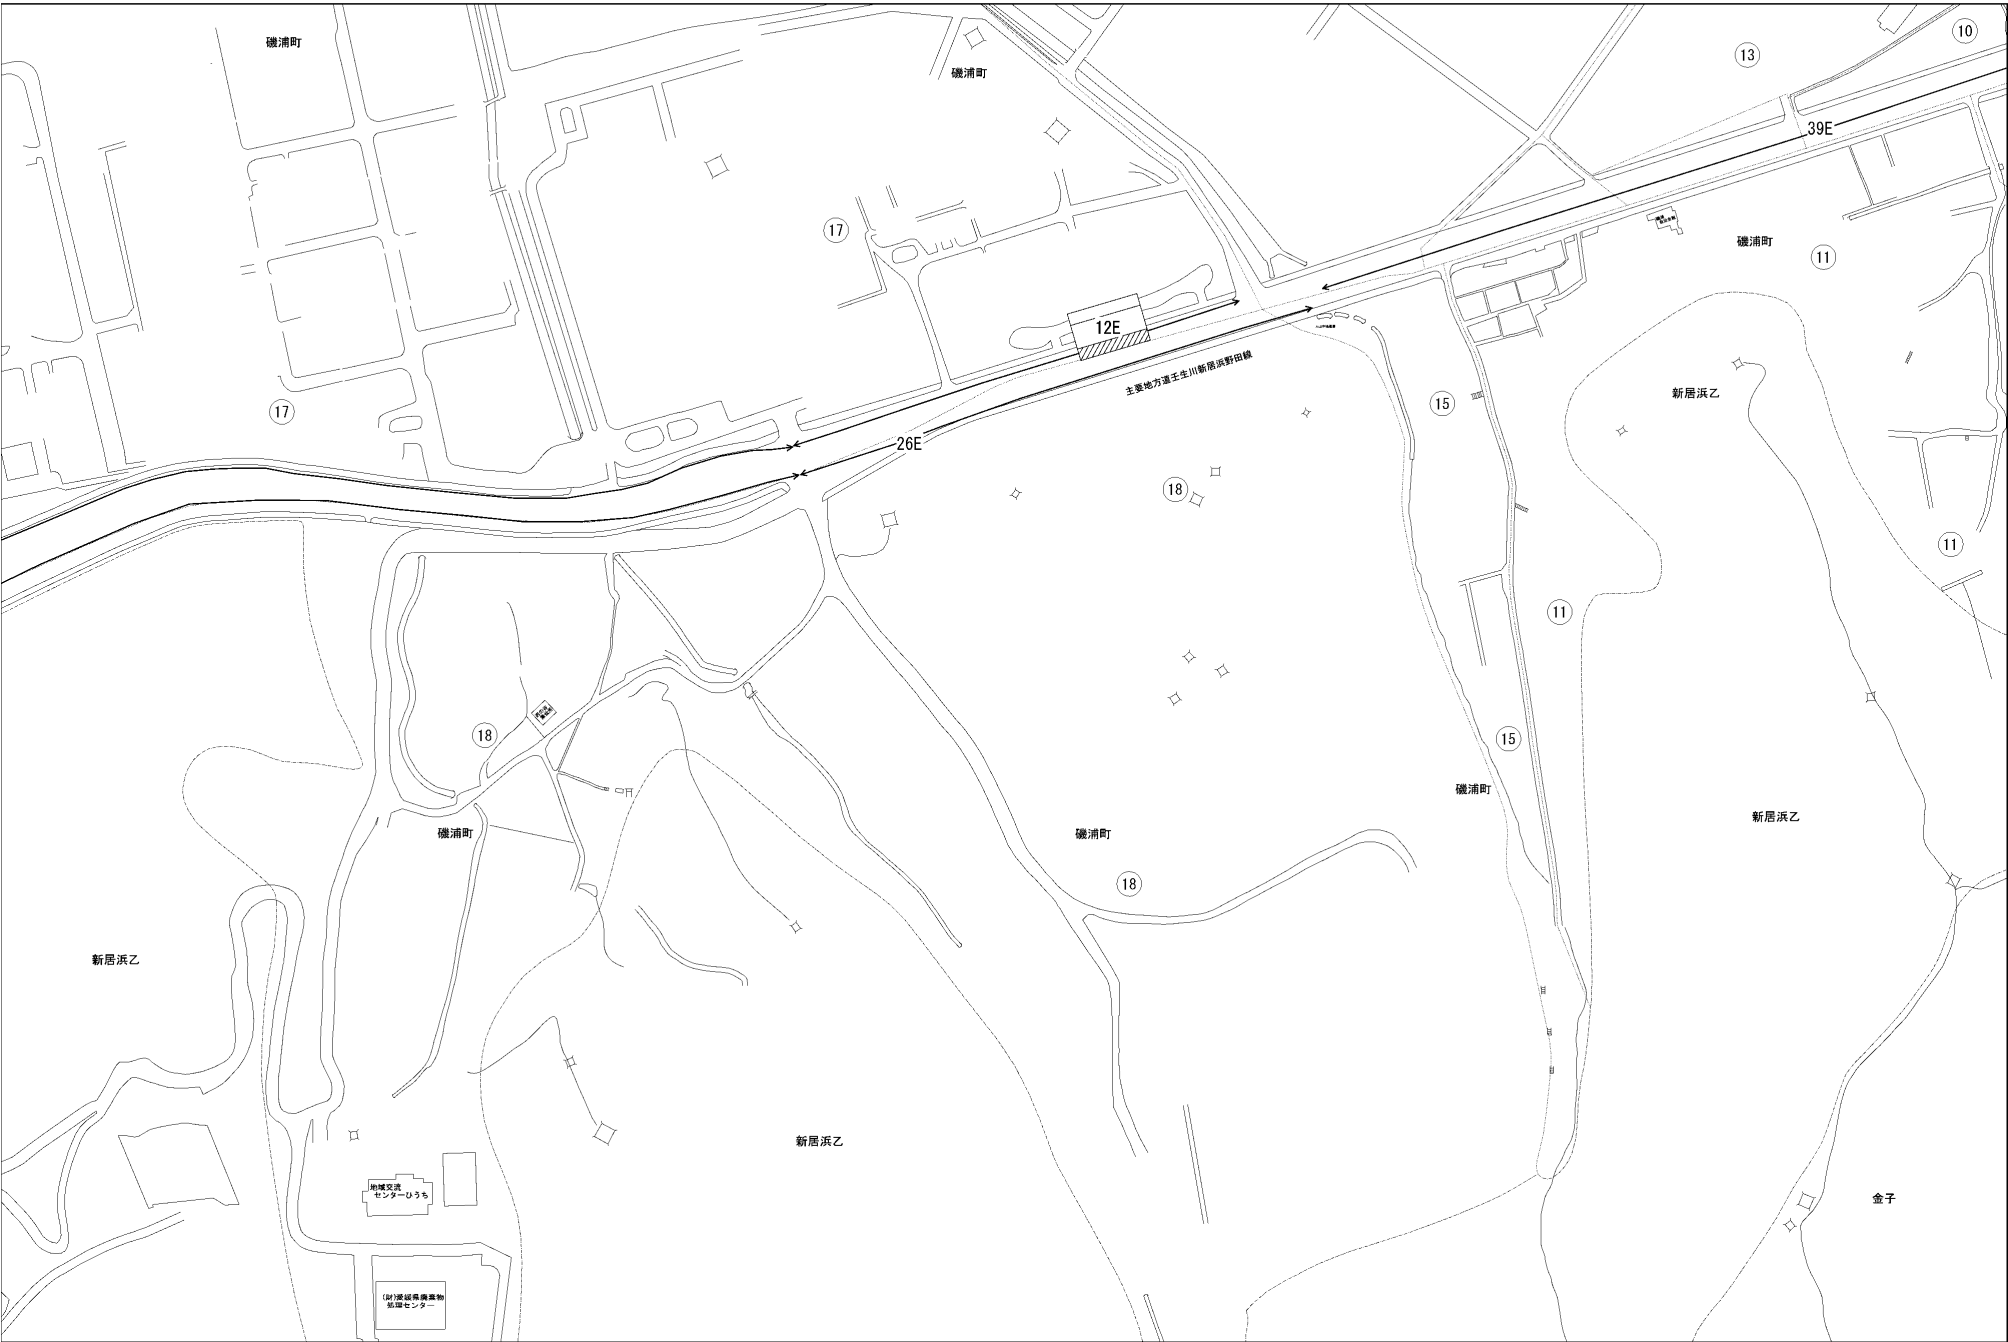 磯浦町
磯浦町
⑬
⑩
39E
⑰
磯浦町
⑪
12E
主要地方道壬生川新居浜野田線
新居浜乙
⑮
⑰
26E
⑱
⑪
⑪
⑱
⑮
磯浦町
新居浜乙
磯浦町
磯浦町
⑱
新居浜乙
新居浜乙
地域交流
センターひうち
金子
(財)愛媛県廃棄物
処理センター